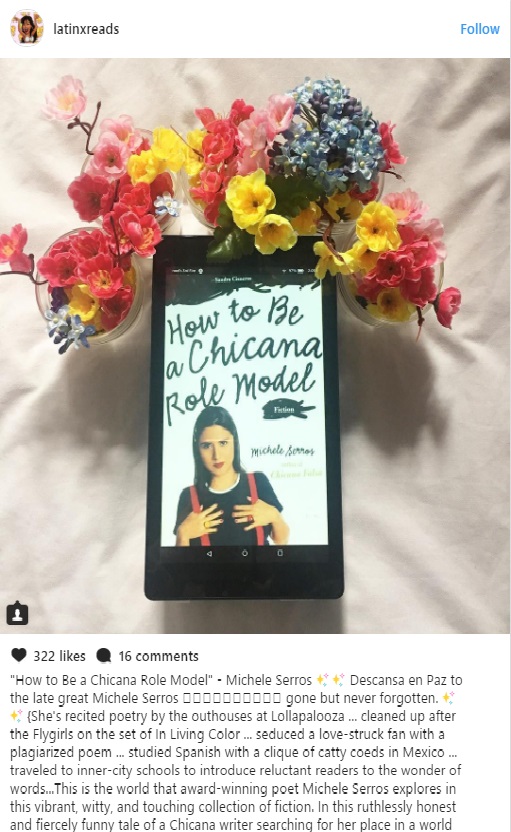 latinxreads
Follow
Sandra Cisneros
How to Be
a Chicana
Role Model
Fiction
Michele Serros
Chicana Falsa
322 likes 16 comments
"How to Be a Chicana Role Model" - Michele Serros ✨✨ Descansa en Paz to
the late great Michele Serros □□□□□□□□□□ gone but never forgotten. ✨
✨ {She's recited poetry by the outhouses at Lollapalooza ... cleaned up after
the Flygirls on the set of In Living Color ... seduced a love-struck fan with a
plagiarized poem ... studied Spanish with a clique of catty coeds in Mexico ...
traveled to inner-city schools to introduce reluctant readers to the wonder of
words...This is the world that award-winning poet Michele Serros explores in
this vibrant, witty, and touching collection of fiction. In this ruthlessly honest
and fiercely funny tale of a Chicana writer searching for her place in a world